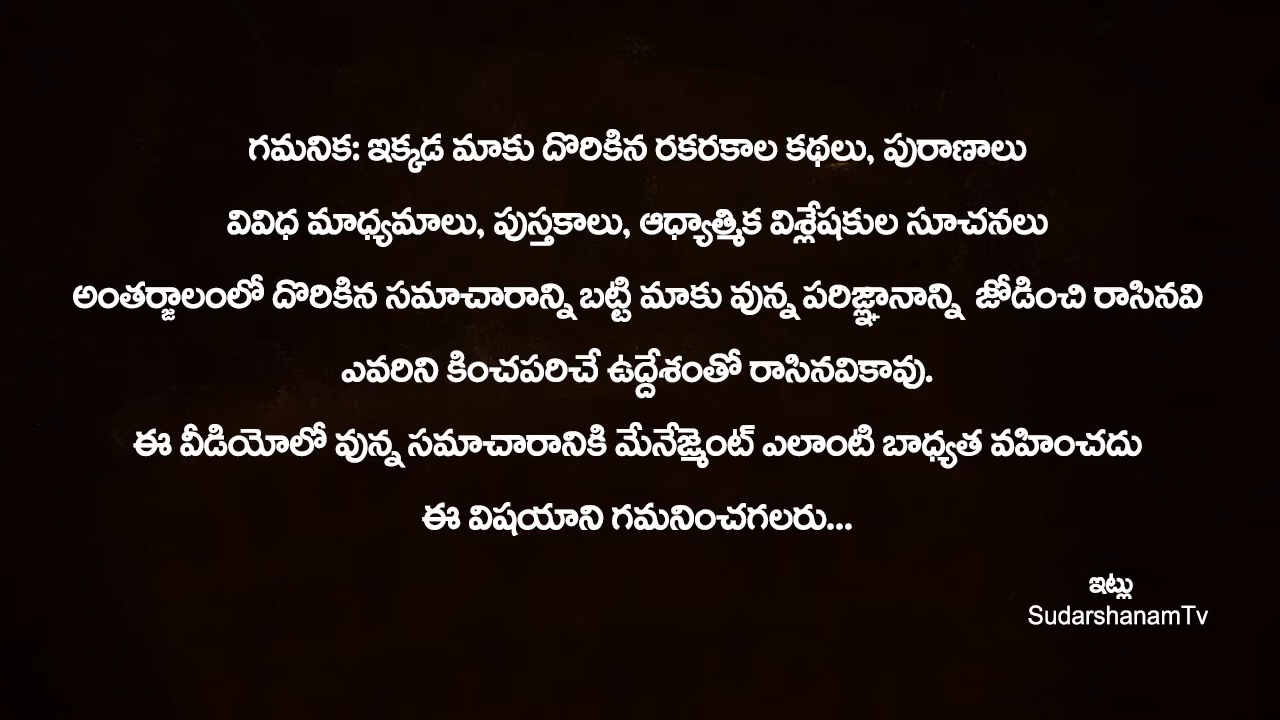 గమనిక: ఇక్కడ మాకు దొరికిన రకరకాల కథలు, పురాణాలు
వివిధ మాధ్యమాలు, పుస్తకాలు, ఆధ్యాత్మిక విశ్లేషకుల సూచనలు
అంతర్జాలంలో దొరికిన సమాచారాన్ని బట్టి మాకు వున్న పరిజ్ఞానాన్ని జోడించి రాసినవి
ఎవరిని కించపరిచే ఉద్దేశంతో రాసినవికావు.
ఈ వీడియోలో వున్న సమాచారానికి మేనేజ్మెంట్ ఎలాంటి బాధ్యత వహించదు
ఈ విషయాని గమనించగలరు...
ఇట్లు
SudarshanamTv